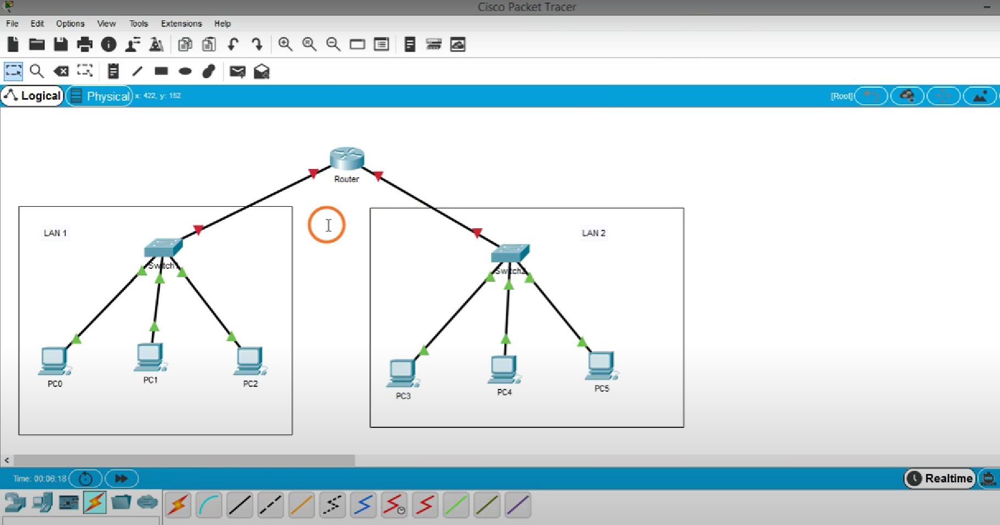 Cisco Packet Tracer
File Edit Options View Tools Extensions Help
Logical Physical x: 422, y: 152 [Root]
Router
LAN 1
LAN 2
Switch
Switch2
PC0
PC1
PC2
PC3
PC4
PC5
Time: 00:06:18
Realtime